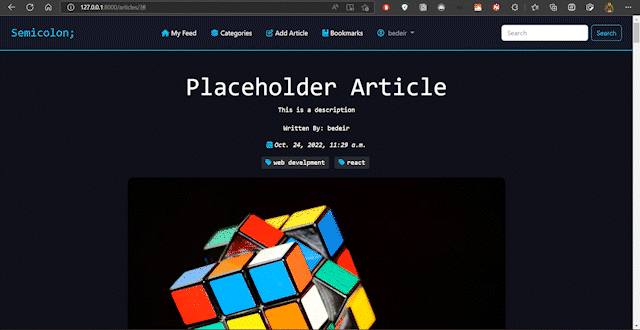 127.0.0.1:8000/articles/3#
Semicolon;
My Feed
Categories
Add Article
Bookmarks
bedeir
Search
Search
Placeholder Article
This is a description
Written By: bedeir
Oct. 24, 2022, 11:29 a.m.
web develpment
react